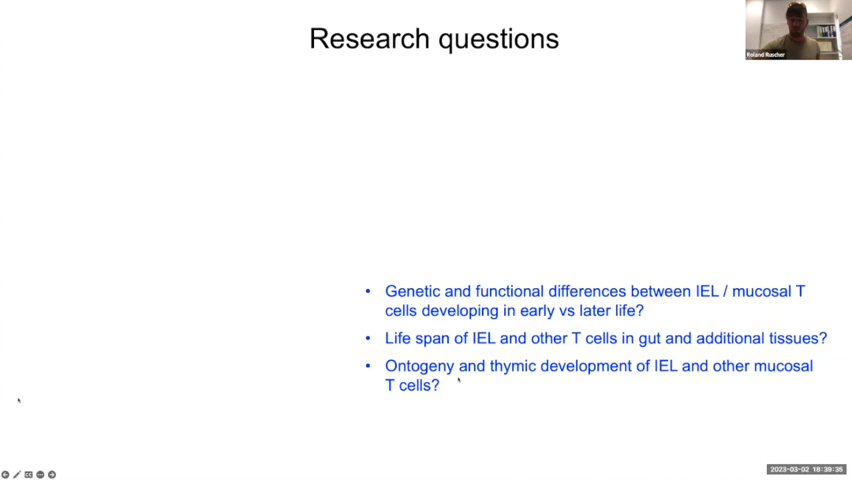 Research questions
Roland Ruscher
• Genetic and functional differences between IEL / mucosal T
cells developing in early vs later life?
• Life span of IEL and other T cells in gut and additional tissues?
• Ontogeny and thymic development of IEL and other mucosal
T cells?
2023-03-02 18:39:35